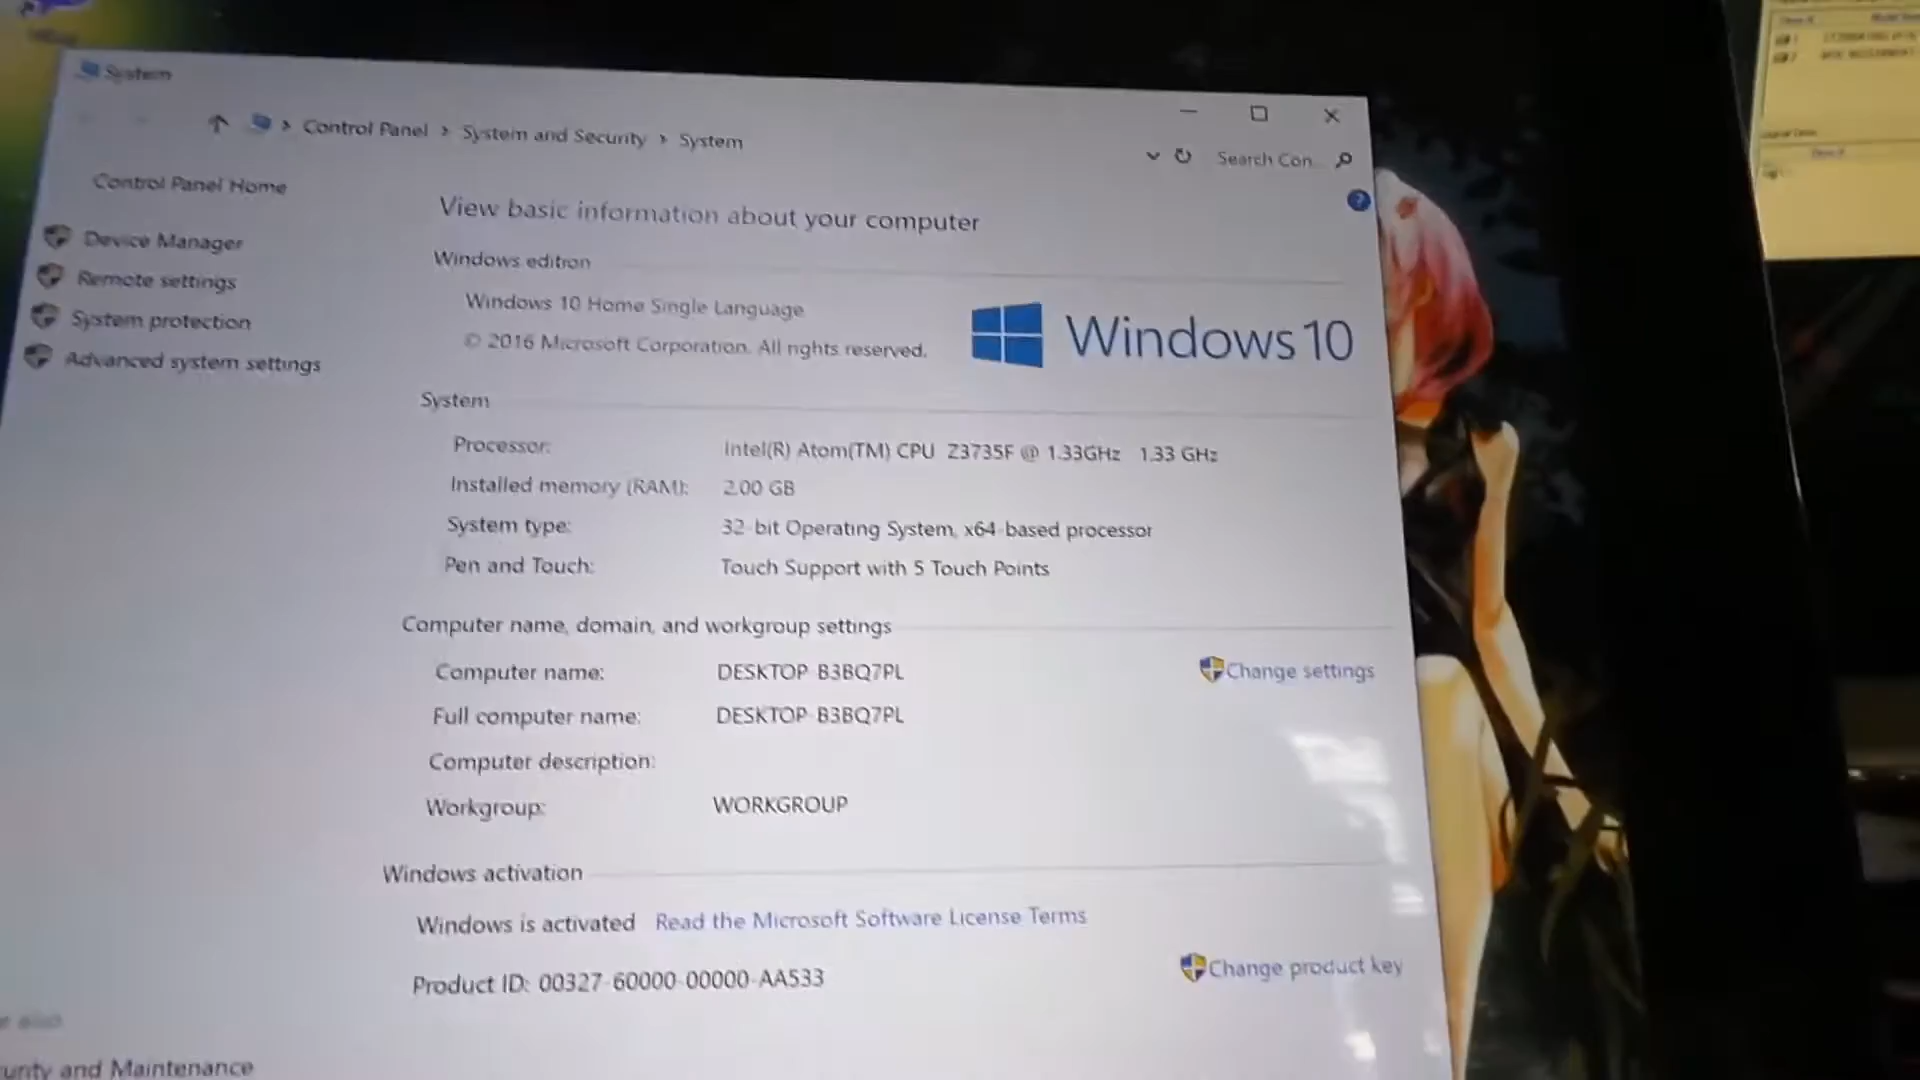 System
Control Panel > System and Security > System
Search Con...
Control Panel Home
Device Manager
Remote settings
System protection
Advanced system settings
View basic information about your computer
Windows edition
Windows 10 Home Single Language
© 2016 Microsoft Corporation. All rights reserved.
Windows 10
System
Processor: Intel(R) Atom(TM) CPU Z3735F @ 1.33GHz 1.33 GHz
Installed memory (RAM): 2.00 GB
System type: 32-bit Operating System, x64-based processor
Pen and Touch: Touch Support with 5 Touch Points
Computer name, domain, and workgroup settings
Computer name: DESKTOP-B3BQ7PL
Change settings
Full computer name: DESKTOP-B3BQ7PL
Computer description:
Workgroup: WORKGROUP
Windows activation
Windows is activated Read the Microsoft Software License Terms
Product ID: 00327-60000-00000-AA533
Change product key
also
urity and Maintenance